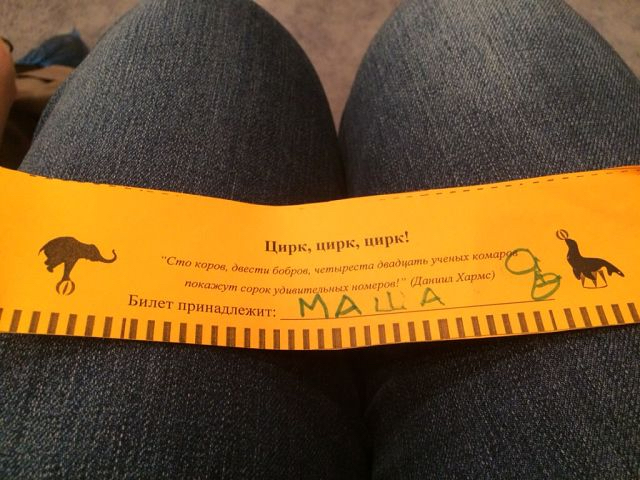 Цирк, цирк, цирк!
"Сто коров, двести бобров, четыреста двадцать ученых комаров
покажут сорок удивительных номеров!" (Даниил Хармс)
Билет принадлежит: МАША